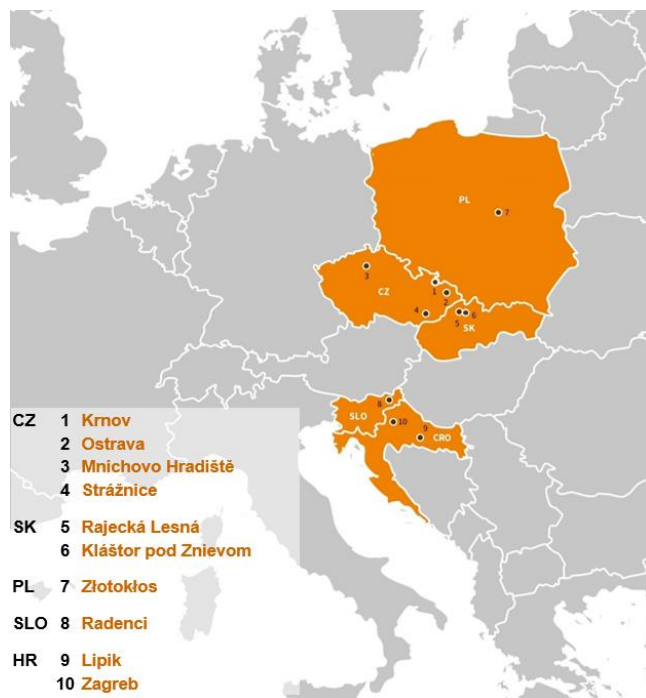 PL
7
3
CZ
1
2
4
5
6
SK
8
SLO
10
9
CRO
CZ 1 Krnov
2 Ostrava
3 Mnichovo Hradiště
4 Strážnice
SK 5 Rajecká Lesná
6 Kláštor pod Znievom
PL 7 Złotokłos
SLO 8 Radenci
HR 9 Lipik
10 Zagreb